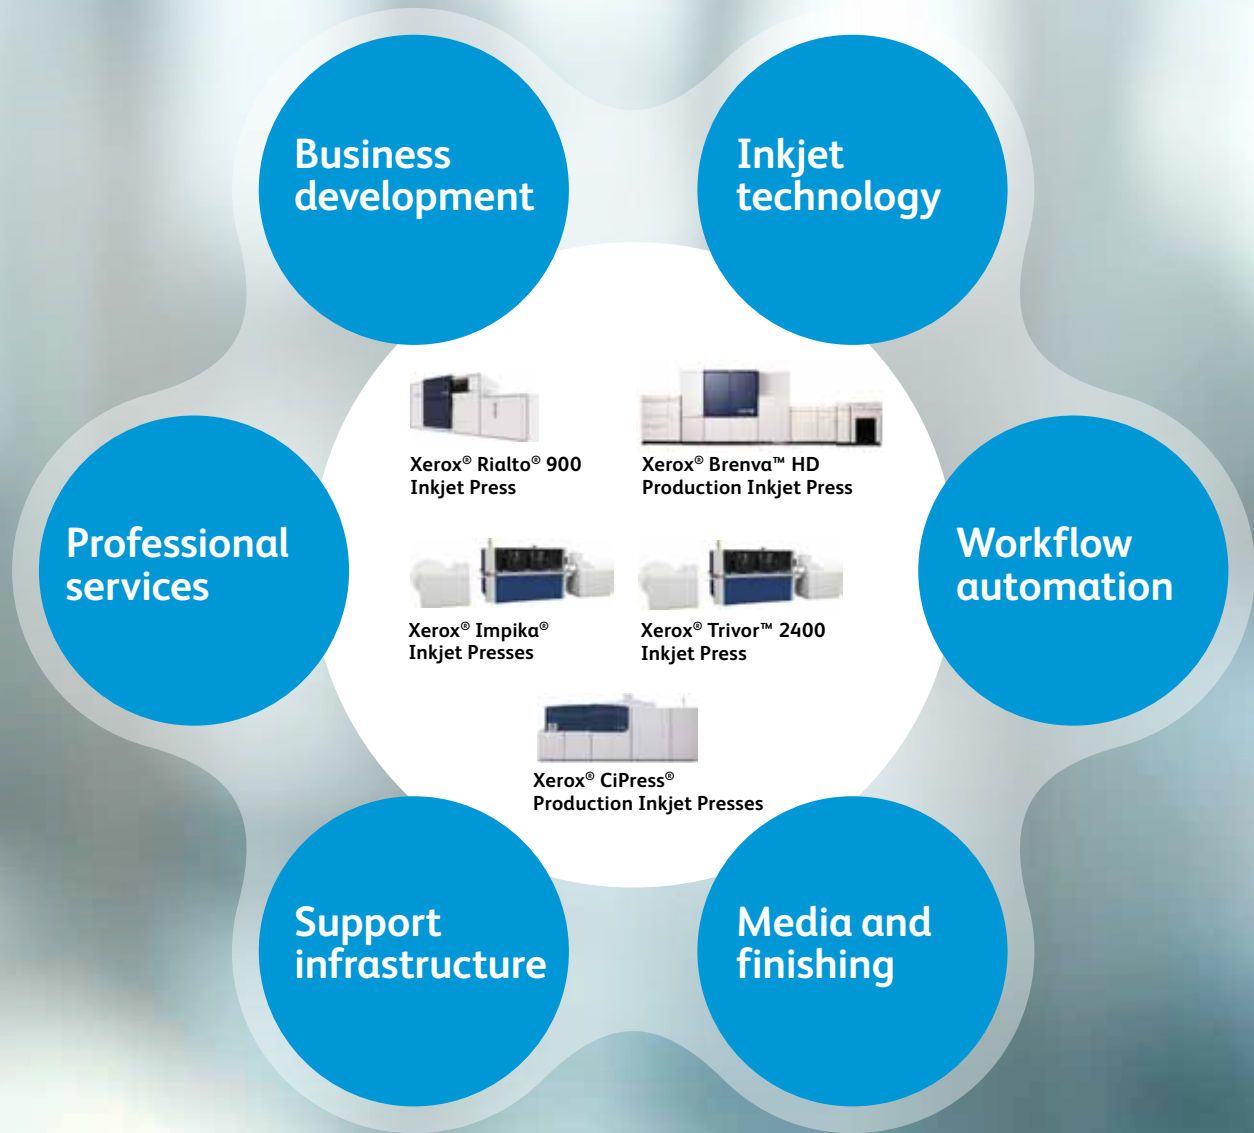 Business
development
Inkjet
technology
Xerox® Rialto® 900
Inkjet Press
Xerox® Brenva™ HD
Production Inkjet Press
Professional
services
Workflow
automation
Xerox® Impika®
Inkjet Presses
Xerox® Trivor™ 2400
Inkjet Press
Xerox® CiPress®
Production Inkjet Presses
Support
infrastructure
Media and
finishing